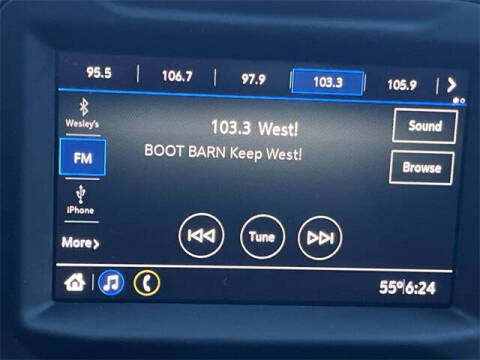 95.5 106.7 97.9 103.3 105.9
Wesley's
103.3 West!
Sound
FM
BOOT BARN Keep West!
Browse
iPhone
Tune
More
55° 6:24